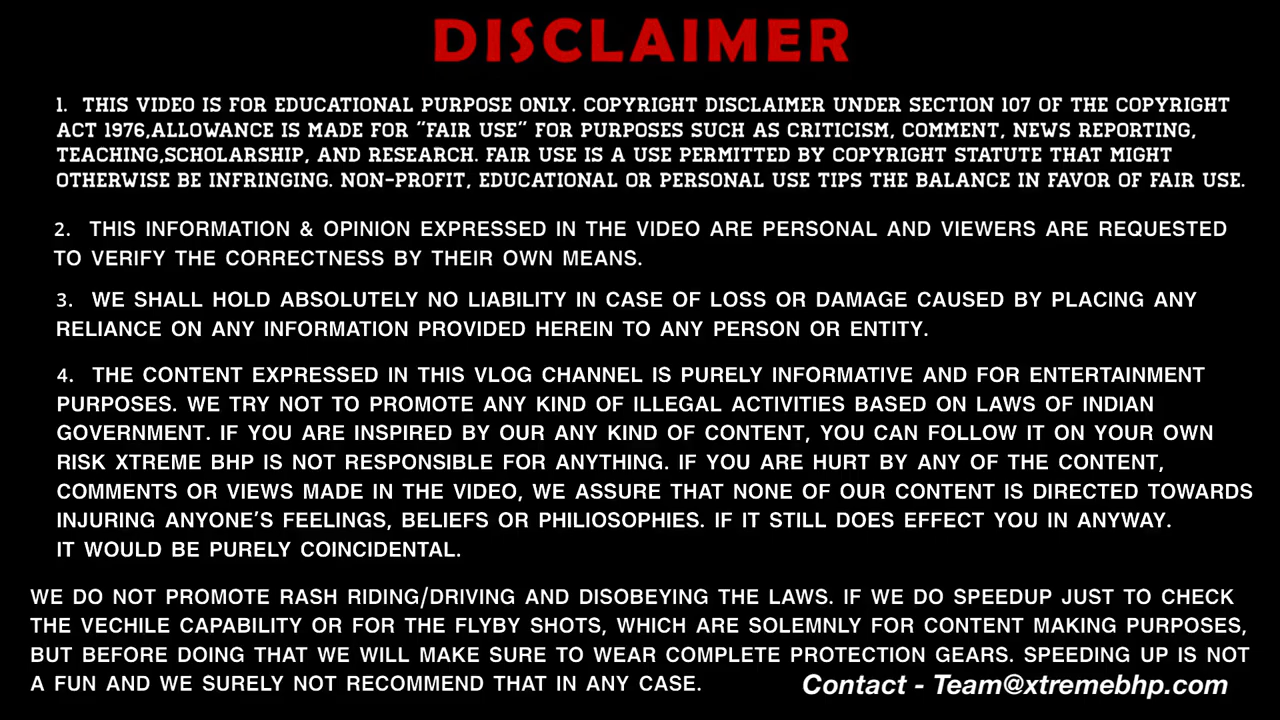 DISCLAIMER
1. THIS VIDEO IS FOR EDUCATIONAL PURPOSE ONLY. COPYRIGHT DISCLAIMER UNDER SECTION 107 OF THE COPYRIGHT
ACT 1976,ALLOWANCE IS MADE FOR "FAIR USE" FOR PURPOSES SUCH AS CRITICISM, COMMENT, NEWS REPORTING,
TEACHING,SCHOLARSHIP, AND RESEARCH. FAIR USE IS A USE PERMITTED BY COPYRIGHT STATUTE THAT MIGHT
OTHERWISE BE INFRINGING. NON-PROFIT, EDUCATIONAL OR PERSONAL USE TIPS THE BALANCE IN FAVOR OF FAIR USE.
2. THIS INFORMATION & OPINION EXPRESSED IN THE VIDEO ARE PERSONAL AND VIEWERS ARE REQUESTED
TO VERIFY THE CORRECTNESS BY THEIR OWN MEANS.
3. WE SHALL HOLD ABSOLUTELY NO LIABILITY IN CASE OF LOSS OR DAMAGE CAUSED BY PLACING ANY
RELIANCE ON ANY INFORMATION PROVIDED HEREIN TO ANY PERSON OR ENTITY.
4. THE CONTENT EXPRESSED IN THIS VLOG CHANNEL IS PURELY INFORMATIVE AND FOR ENTERTAINMENT
PURPOSES. WE TRY NOT TO PROMOTE ANY KIND OF ILLEGAL ACTIVITIES BASED ON LAWS OF INDIAN
GOVERNMENT. IF YOU ARE INSPIRED BY OUR ANY KIND OF CONTENT, YOU CAN FOLLOW IT ON YOUR OWN
RISK XTREME BHP IS NOT RESPONSIBLE FOR ANYTHING. IF YOU ARE HURT BY ANY OF THE CONTENT,
COMMENTS OR VIEWS MADE IN THE VIDEO, WE ASSURE THAT NONE OF OUR CONTENT IS DIRECTED TOWARDS
INJURING ANYONE'S FEELINGS, BELIEFS OR PHILIOSOPHIES. IF IT STILL DOES EFFECT YOU IN ANYWAY.
IT WOULD BE PURELY COINCIDENTAL.
WE DO NOT PROMOTE RASH RIDING/DRIVING AND DISOBEYING THE LAWS. IF WE DO SPEEDUP JUST TO CHECK
THE VECHILE CAPABILITY OR FOR THE FLYBY SHOTS, WHICH ARE SOLEMNLY FOR CONTENT MAKING PURPOSES,
BUT BEFORE DOING THAT WE WILL MAKE SURE TO WEAR COMPLETE PROTECTION GEARS. SPEEDING UP IS NOT
A FUN AND WE SURELY NOT RECOMMEND THAT IN ANY CASE.
Contact - Team@xtremebhp.com